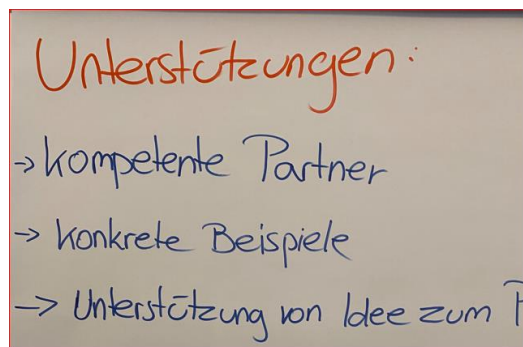 Unterstützungen:
→ Kompetente Partner
→ Konkrete Beispiele
→ Unterstützung von Idee zum